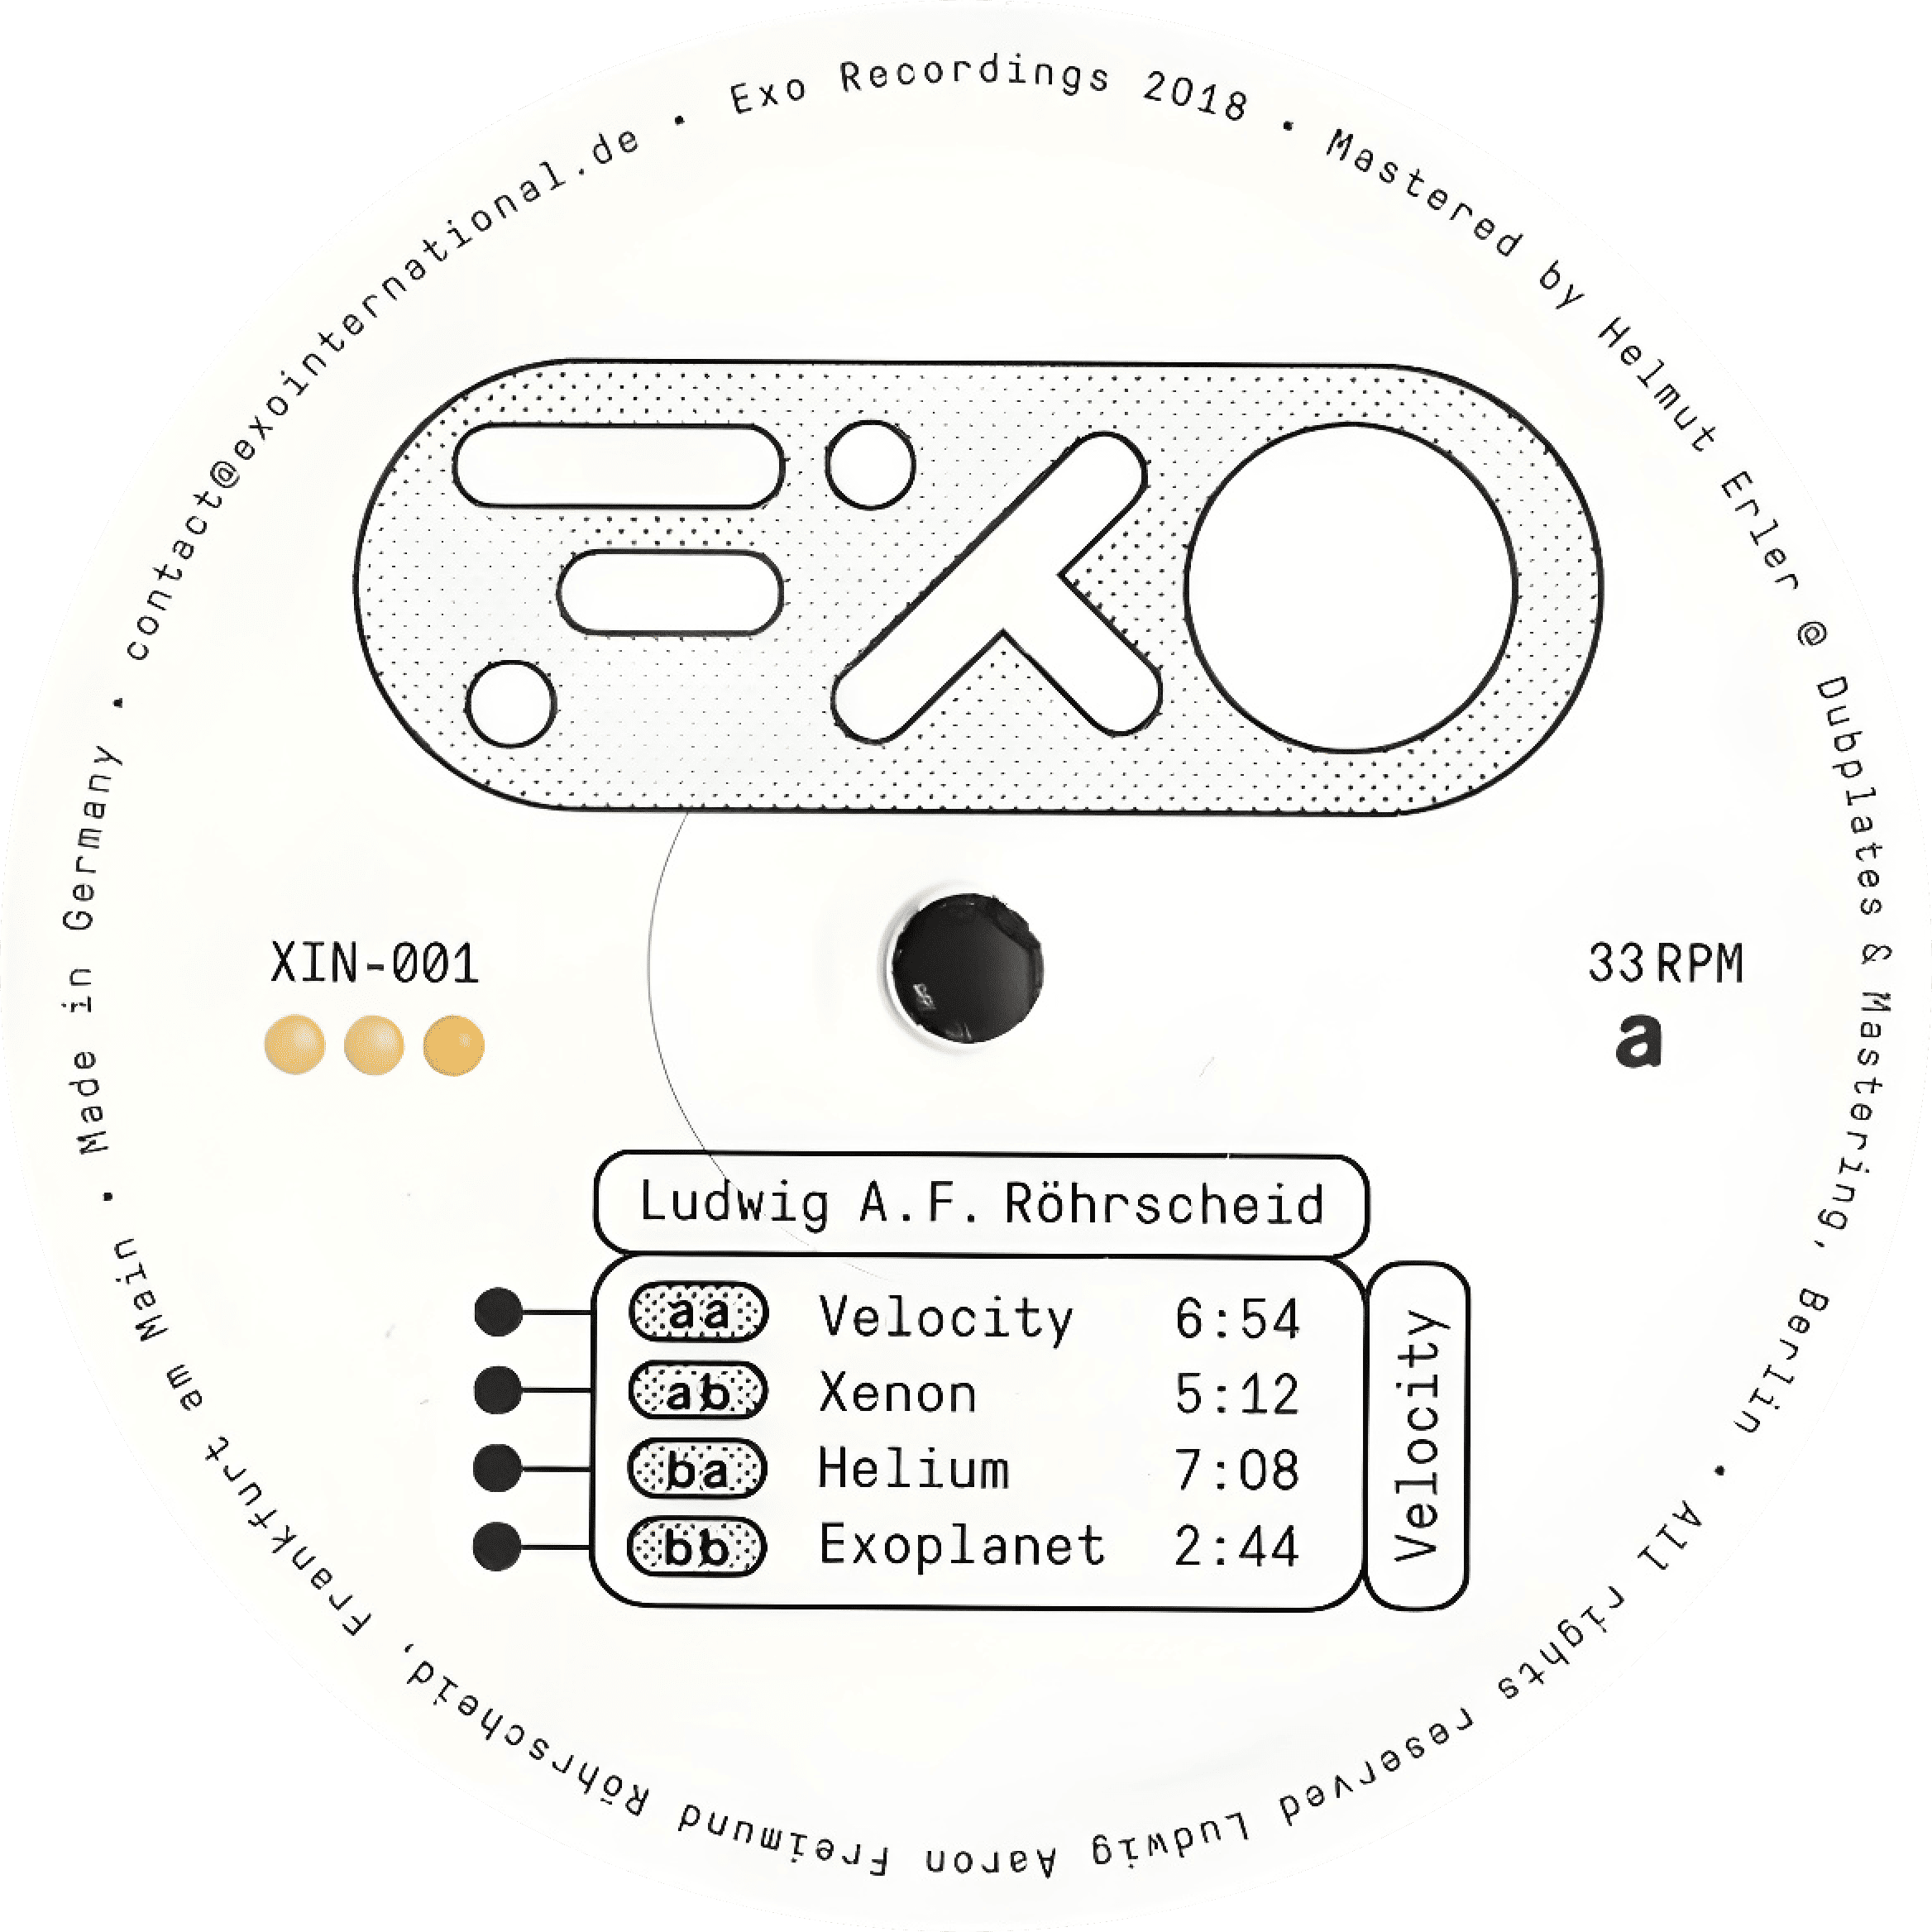 • Exo Recordings 2018 • Mastered by Helmut Erler @ Dubplates & Mastering, Berlin • All rights reserved Ludwig Aaron Freimund Röhrscheid, Frankfurt am Main • Made in Germany • contact@exointernational.de
EXO
XIN-001
33 RPM
a
Ludwig A.F. Röhrscheid
aa Velocity 6:54
ab Xenon 5:12
ba Helium 7:08
bb Exoplanet 2:44
Velocity